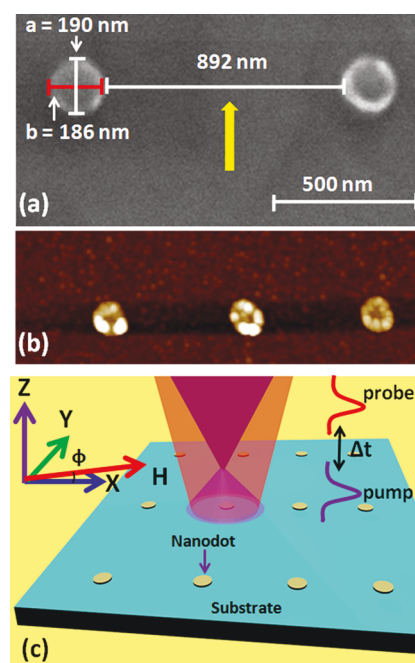 a = 190 nm
892 nm
b = 186 nm
500 nm
(a)
(b)
Z
probe
Y
ϕ
H
Δt
X
pump
Nanodot
Substrate
(c)